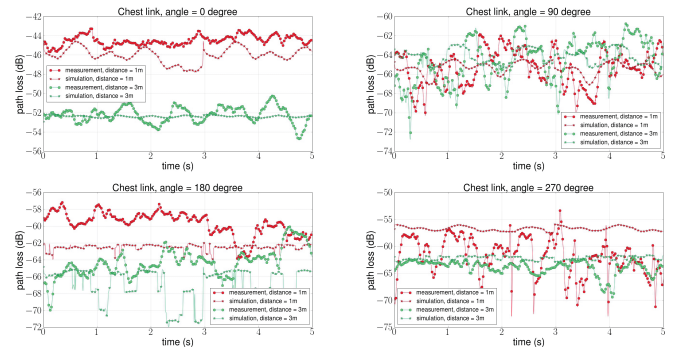 Chest link, angle = 0 degree
path loss (dB)
−42
−44
−46
−48
−50
−52
−54
−56
measurement, distance = 1m
simulation, distance = 1m
measurement, distance = 3m
simulation, distance = 3m
0 1 2 3 4 5
time (s)
Chest link, angle = 90 degree
path loss (dB)
−60
−62
−64
−66
−68
−70
−72
−74
measurement, distance = 1m
simulation, distance = 1m
measurement, distance = 3m
simulation, distance = 3m
0 1 2 3 4 5
time (s)
Chest link, angle = 180 degree
path loss (dB)
−56
−58
−60
−62
−64
−66
−68
−70
−72
measurement, distance = 1m
simulation, distance = 1m
measurement, distance = 3m
simulation, distance = 3m
0 1 2 3 4 5
time (s)
Chest link, angle = 270 degree
path loss (dB)
−50
−55
−60
−65
−70
−75
measurement, distance = 1m
simulation, distance = 1m
measurement, distance = 3m
simulation, distance = 3m
0 1 2 3 4 5
time (s)